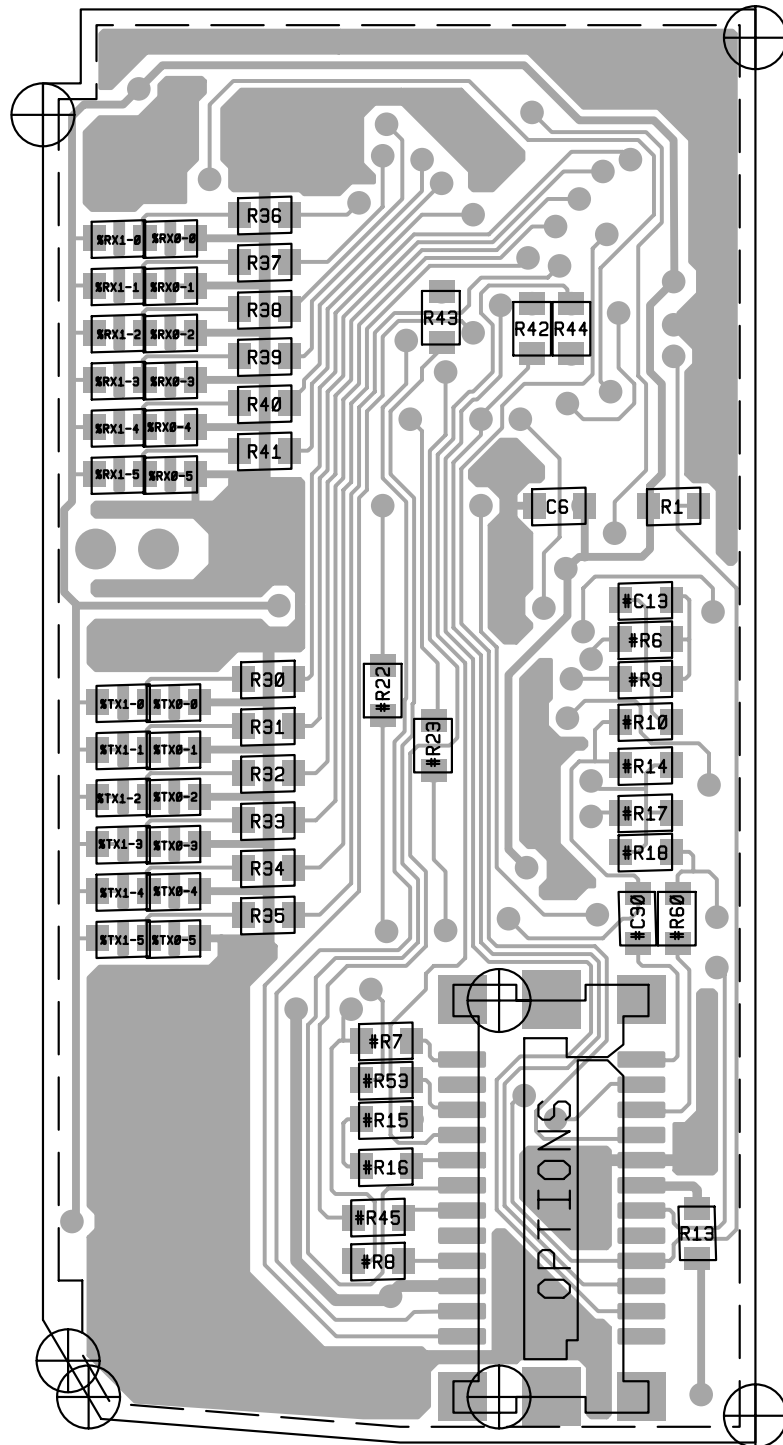 R36
%RX1-0 %RX0-0
R37
%RX1-1 %RX0-1
R38
R43
R42 R44
%RX1-2 %RX0-2
R39
%RX1-3 %RX0-3
R40
%RX1-4 %RX0-4
R41
%RX1-5 %RX0-5
C6 R1
#C13
#R6
R30
#R9
#R22
%TX1-0 %TX0-0
#R10
R31
#R23
%TX1-1 %TX0-1
#R14
R32
%TX1-2 %TX0-2
#R17
R33
%TX1-3 %TX0-3
#R18
R34
%TX1-4 %TX0-4
R35
#C90 #R60
%TX1-5 %TX0-5
#R7
#R53
#R15
#R16
OPTIONS
#R45
R13
#R8